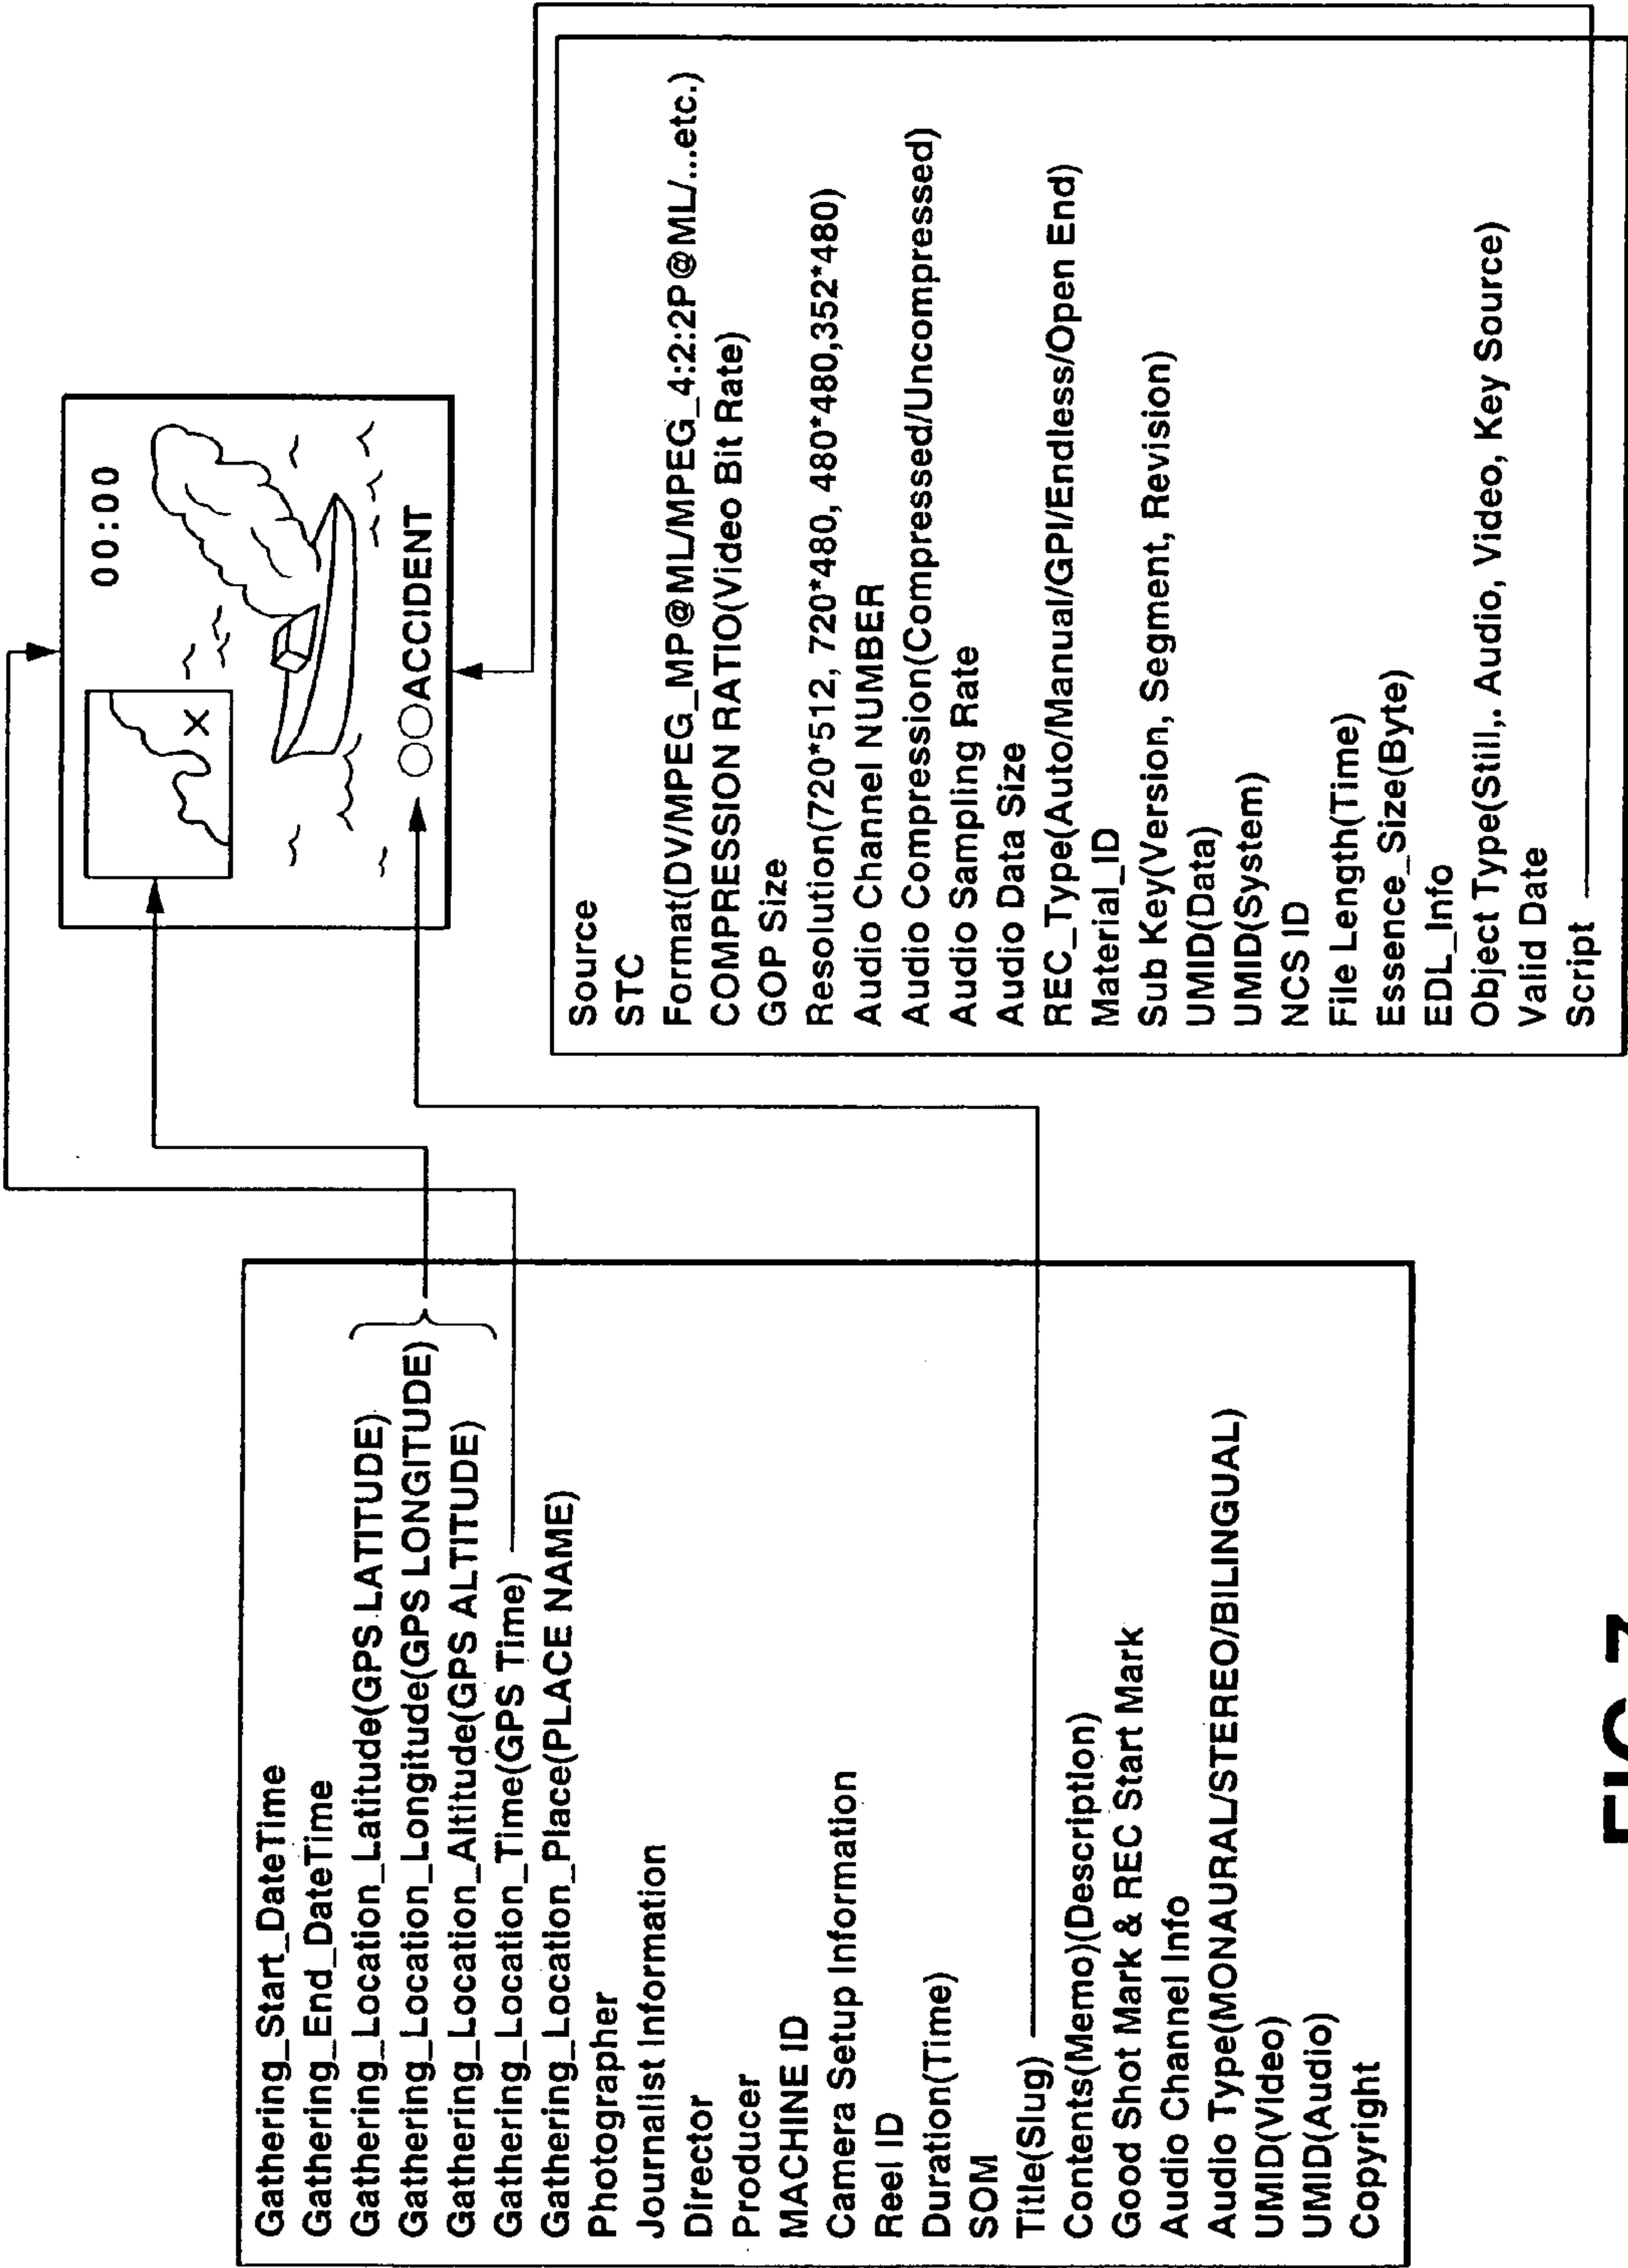 00:00
○○ACCIDENT
Gathering_Start_DateTime
Gathering_End_DateTime
Gathering_Location_Latitude(GPS LATITUDE)
Gathering_Location_Longitude(GPS LONGITUDE)
Gathering_Location_Altitude(GPS ALTITUDE)
Gathering_Location_Time(GPS Time)
Gathering_Location_Place(PLACE NAME)
Photographer
Journalist Information
Director
Producer
MACHINE ID
Camera Setup Information
Reel ID
Duration(Time)
SOM
Title(Slug)
Contents(Memo)(Description)
Good Shot Mark & REC Start Mark
Audio Channel Info
Audio Type(MONAURAL/STEREO/BILINGUAL)
UMID(Video)
UMID(Audio)
Copyright
Source
STC
Format(DV/MPEG_MP@ML/MPEG_4:2:2P@ML/...etc.)
COMPRESSION RATIO(Video Bit Rate)
GOP Size
Resolution(720*512, 720*480, 480*480,352*480)
Audio Channel NUMBER
Audio Compression(Compressed/Uncompressed)
Audio Sampling Rate
Audio Data Size
REC_Type(Auto/Manual/GPI/Endless/Open End)
Material_ID
Sub Key(Version, Segment, Revision)
UMID(Data)
UMID(System)
NCS ID
File Length(Time)
Essence_Size(Byte)
EDL_Info
Object Type(Still,. Audio, Video, Key Source)
Valid Date
Script